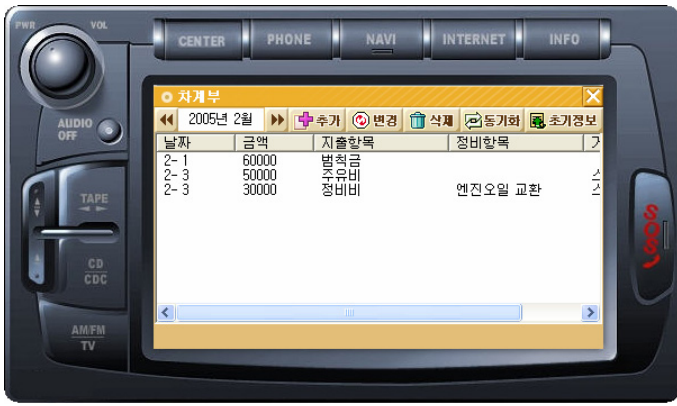 PWR VOL
CENTER PHONE NAVI INTERNET INFO
차계부
2005년 2월 추가 변경 삭제 동기화 초기정보
AUDIO
OFF
날짜 금액 지출항목 정비항목
2- 1 60000 범칙금
2- 3 50000 주유비
2- 3 30000 정비비 엔진오일 교환
TAPE
SOS
CD
CDC
AM/FM
TV